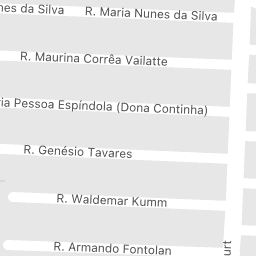 nes da Silva
R. Maria Nunes da Silva
R. Maurina Corrêa Vailatte
ria Pessoa Espíndola (Dona Continha)
R. Genésio Tavares
R. Waldemar Kumm
R. Armando Fontolan
urt